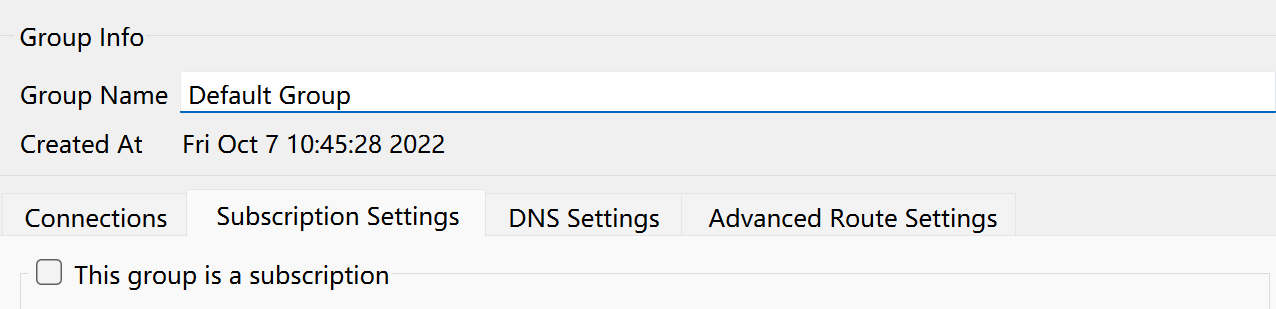 Group Info
Group Name Default Group
Created At Fri Oct 7 10:45:28 2022
Connections Subscription Settings DNS Settings Advanced Route Settings
This group is a subscription